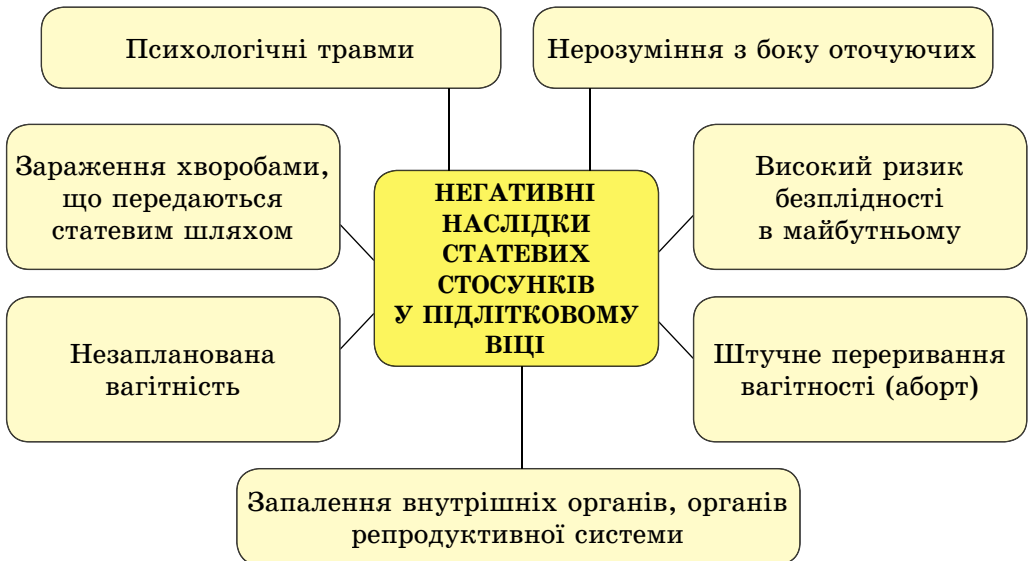 Психологічні травми
Нерозуміння з боку оточуючих
Зараження хворобами,
що передаються
статевим шляхом
НЕГАТИВНІ
НАСЛІДКИ
СТАТЕВИХ
СТОСУНКІВ
У ПІДЛІТКОВОМУ
ВІЦІ
Високий ризик
безплідності
в майбутньому
Незапланована
вагітність
Штучне переривання
вагітності (аборт)
Запалення внутрішніх органів, органів
репродуктивної системи